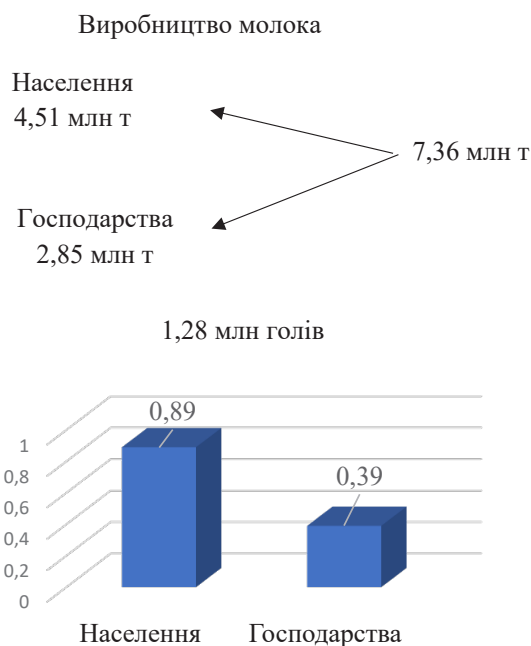 Виробництво молока
Населення
4,51 млн т
7,36 млн т
Господарства
2,85 млн т
1,28 млн голів
0,89
0,39
1
0,8
0,6
0,4
0,2
0
Населення Господарства